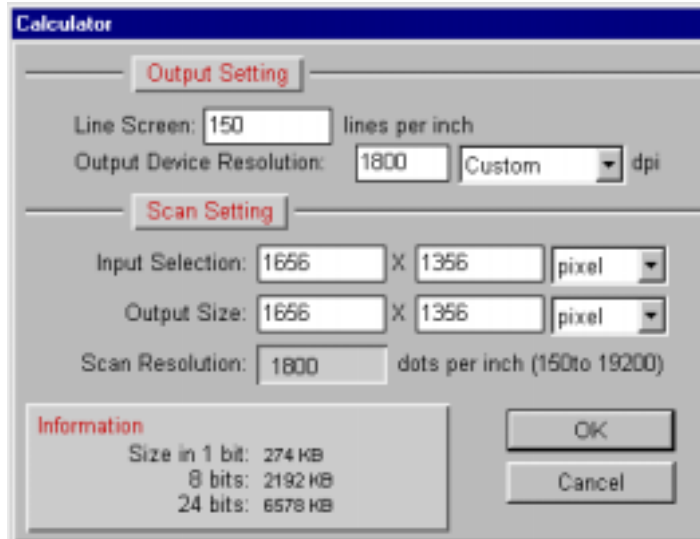 Calculator
Output Setting
Line Screen: 150 lines per inch
Output Device Resolution: 1800 Custom dpi
Scan Setting
Input Selection: 1656 X 1356 pixel
Output Size: 1656 X 1356 pixel
Scan Resolution: 1800 dots per inch (150to 19200)
Information
Size in 1 bit: 274 KB
OK
8 bits: 2192 KB
24 bits: 6578 KB
Cancel